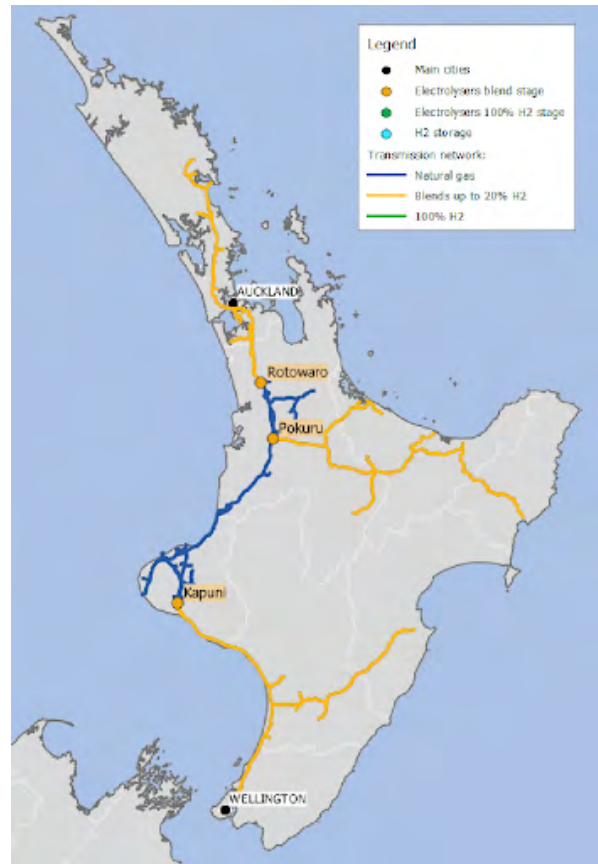 Legend
Main cities
Electrolysers blend stage
Electrolysers 100% H2 stage
H2 storage
Transmission network:
Natural gas
Blends up to 20% H2
100% H2
AUCKLAND
Rotowaro
Pokuru
Kapuni
WELLINGTON